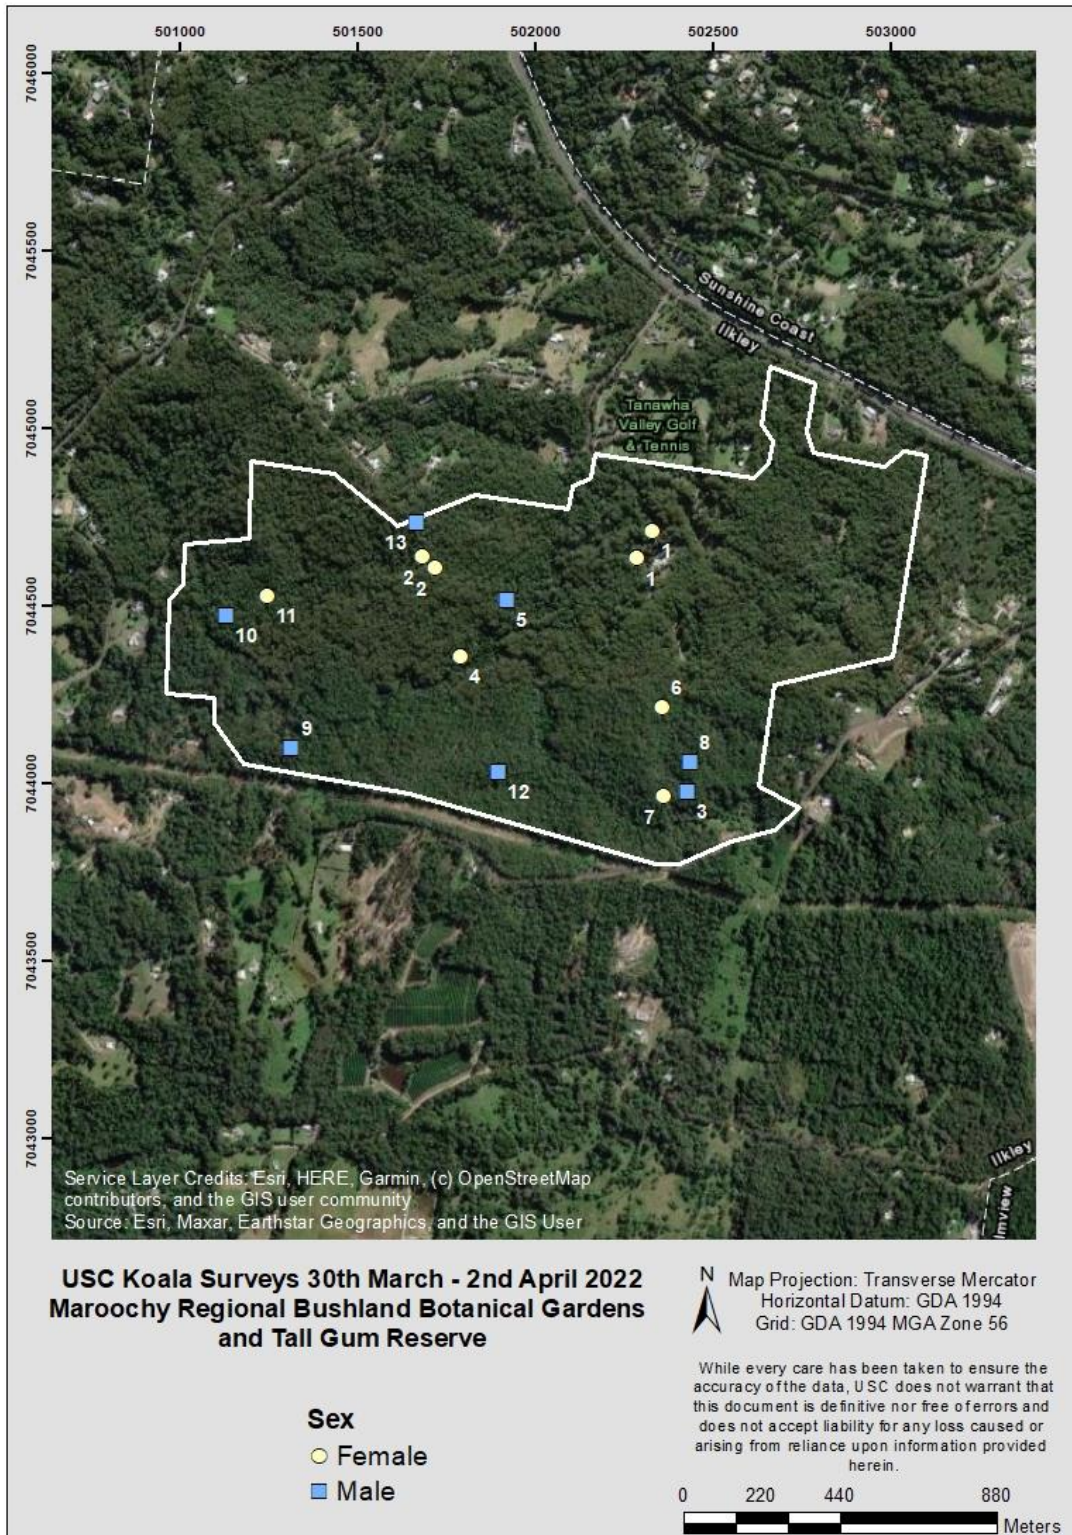 501000 501500 502000 502500 503000
7046000
7045500
7045000
7044500
7044000
7043500
7043000
Sunshine Coast
Ilkley
Tanawha
Valley Golf
& Tennis
1
13
2
2
1
11
5
10
4
6
9
8
12
7
3
Ilkley
lmview
Service Layer Credits: Esri, HERE, Garmin, (c) OpenStreetMap
contributors, and the GIS user community
Source: Esri, Maxar, Earthstar Geographics, and the GIS User
USC Koala Surveys 30th March - 2nd April 2022
Maroochy Regional Bushland Botanical Gardens
and Tall Gum Reserve
Sex
Female
Male
N
Map Projection: Transverse Mercator
Horizontal Datum: GDA 1994
Grid: GDA 1994 MGA Zone 56
While every care has been taken to ensure the
accuracy of the data, USC does not warrant that
this document is definitive nor free of errors and
does not accept liability for any loss caused or
arising from reliance upon information provided
herein.
0 220 440 880
Meters